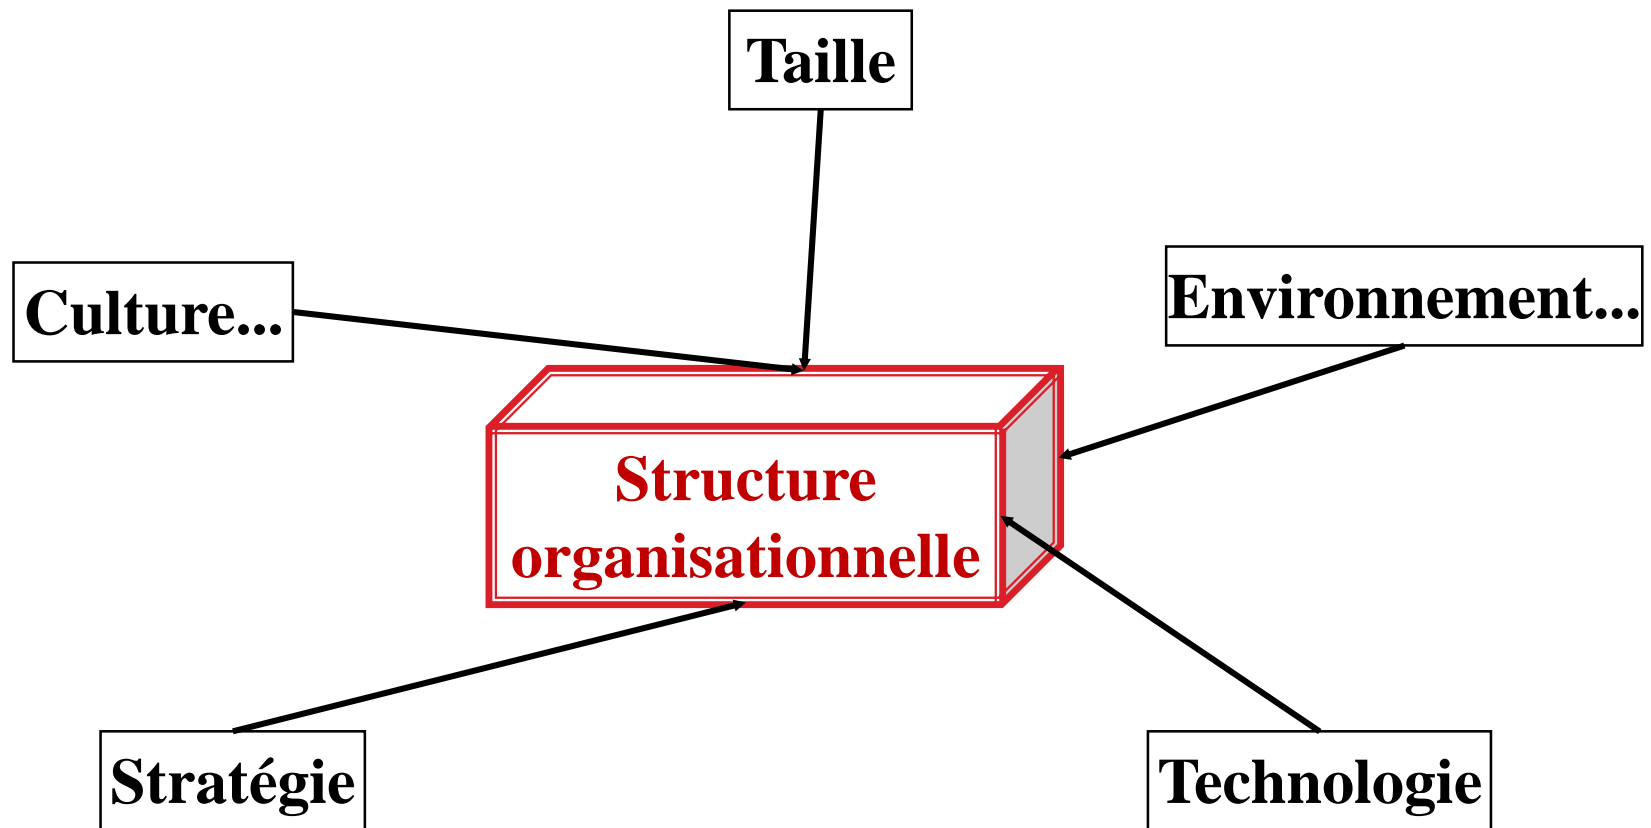 Taille
Culture...
Environnement...
Structure
organisationnelle
Stratégie
Technologie